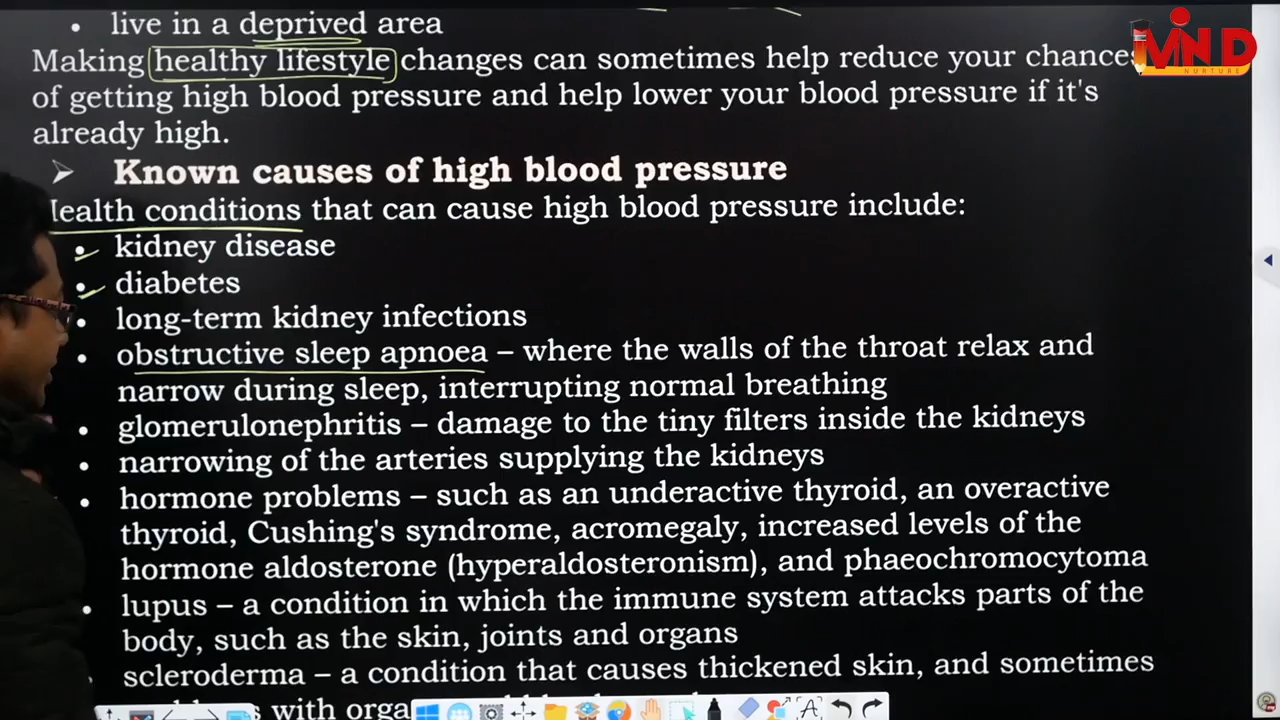 • live in a deprived area
Making healthy lifestyle changes can sometimes help reduce your chances
of getting high blood pressure and help lower your blood pressure if it's
already high.
➢ Known causes of high blood pressure
ealth conditions that can cause high blood pressure include:
• kidney disease
• diabetes
• long-term kidney infections
• obstructive sleep apnoea – where the walls of the throat relax and
narrow during sleep, interrupting normal breathing
• glomerulonephritis – damage to the tiny filters inside the kidneys
• narrowing of the arteries supplying the kidneys
• hormone problems – such as an underactive thyroid, an overactive
thyroid, Cushing's syndrome, acromegaly, increased levels of the
hormone aldosterone (hyperaldosteronism), and phaeochromocytoma
• lupus – a condition in which the immune system attacks parts of the
body, such as the skin, joints and organs
scleroderma – a condition that causes thickened skin, and sometimes
with
MIND
NURTURE